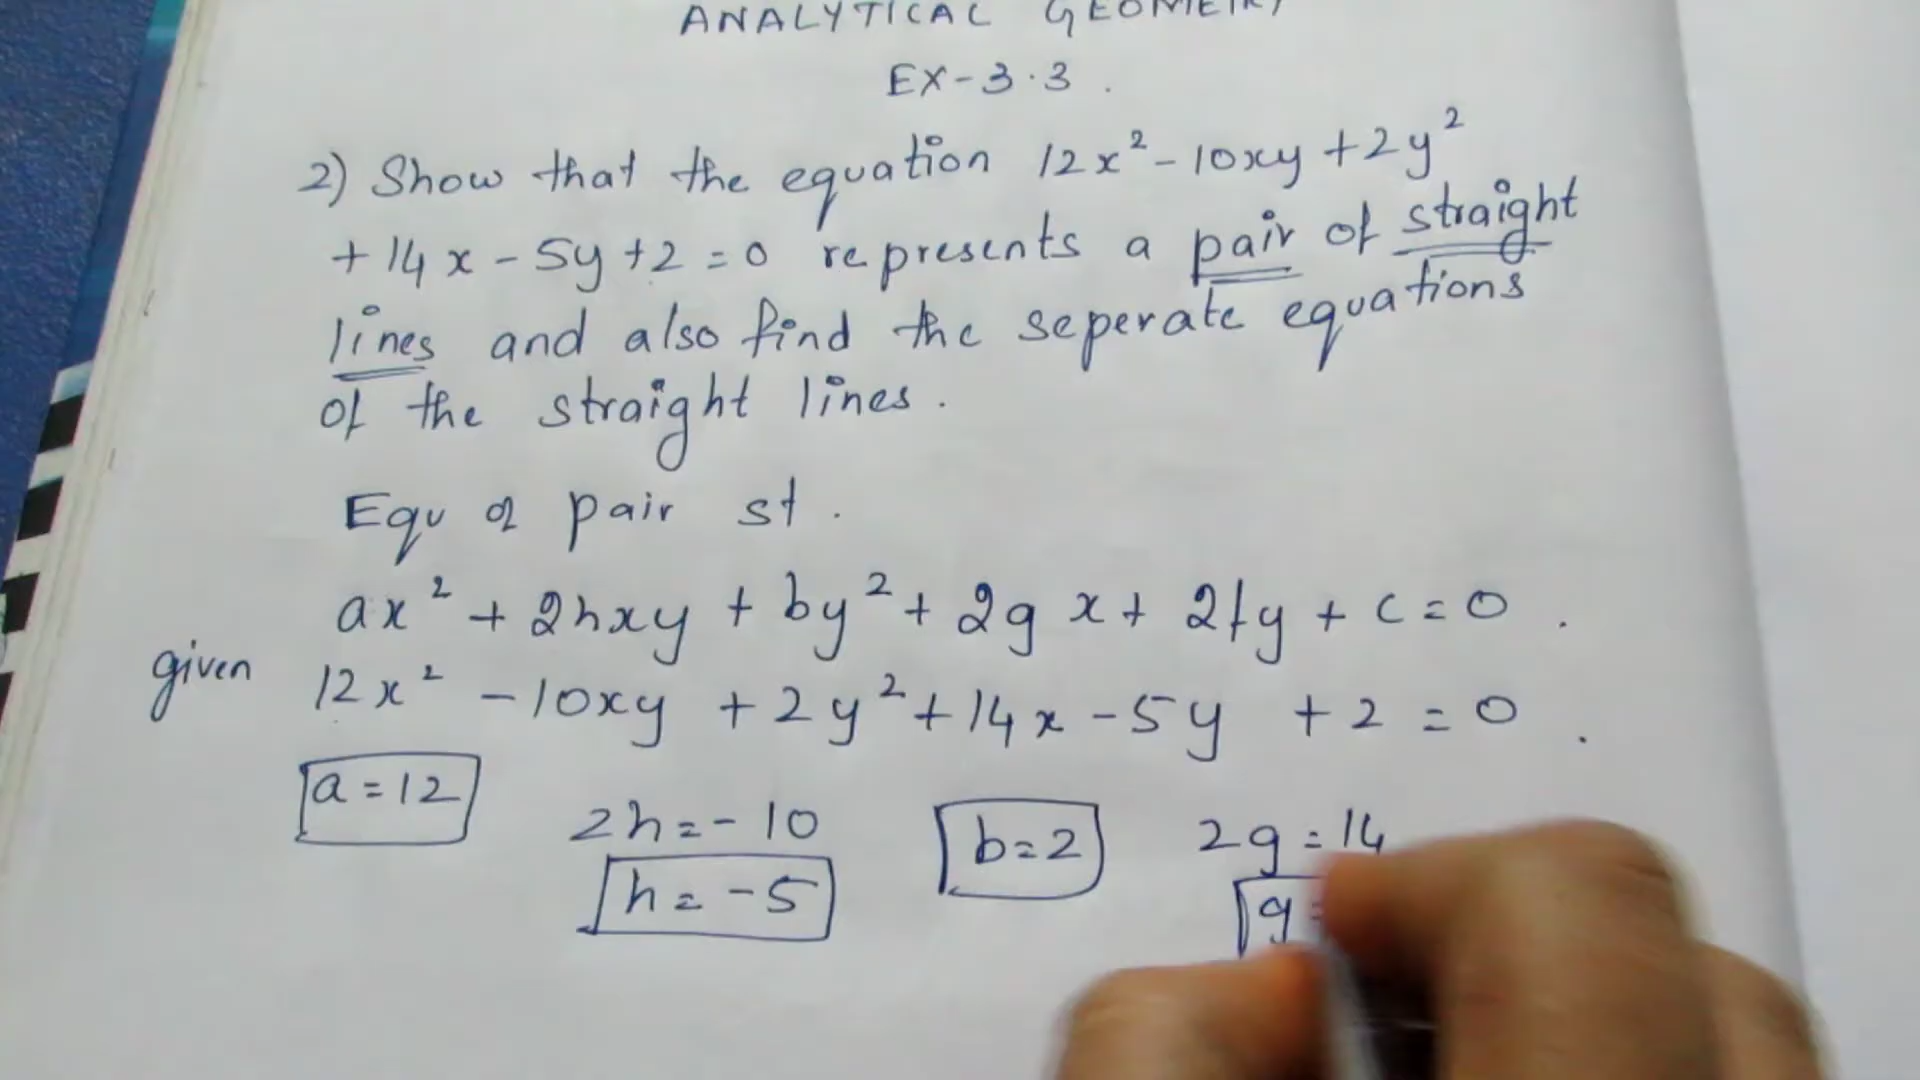 ANALYTICAL GEOMETRY
EX-3.3.
2) Show that the equation 12x² - 10xy + 2y²
+ 14x - 5y + 2 = 0 represents a pair of straight
lines and also find the seperate equations
of the straight lines.
Equ of pair st.
ax² + 2hxy + by² + 2gx + 2fy + c = 0.
given 12x² - 10xy + 2y² + 14x - 5y + 2 = 0.
a = 12 2h = -10 b = 2 2g = 14
h = -5 g =